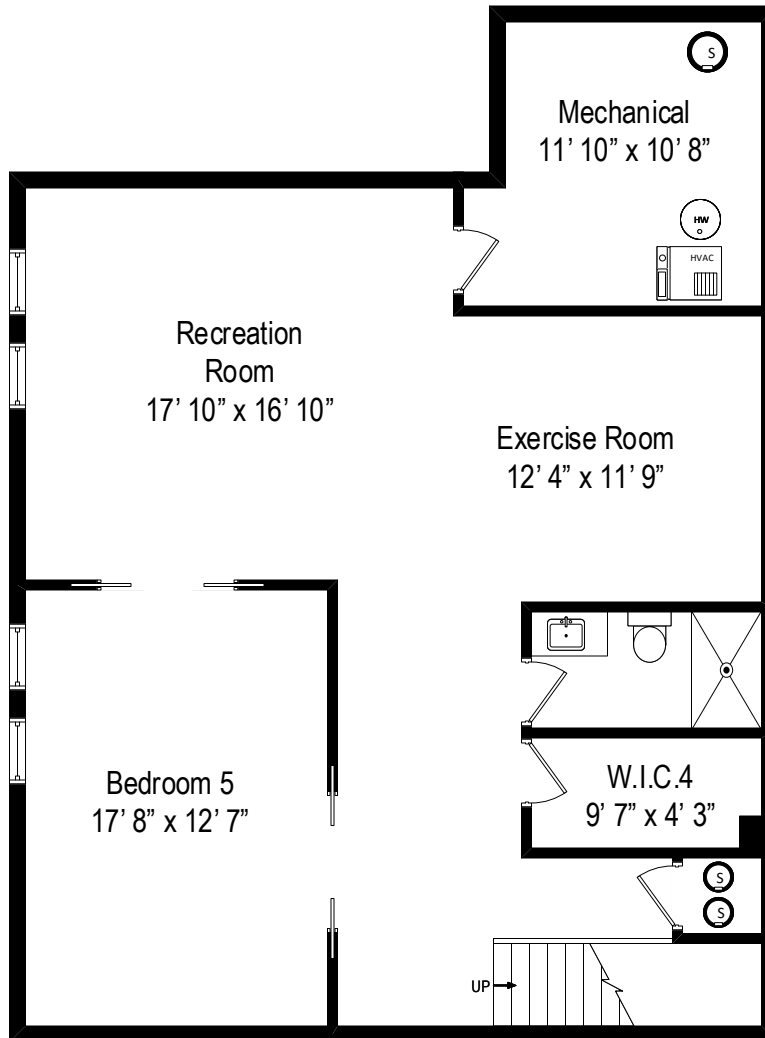 S
Mechanical
11’ 10” x 10’ 8”
HW
HVAC
Recreation
Room
17’ 10” x 16’ 10”
Exercise Room
12’ 4” x 11’ 9”
Bedroom 5
17’ 8” x 12’ 7”
W.I.C.4
9’ 7” x 4’ 3”
S
S
UP